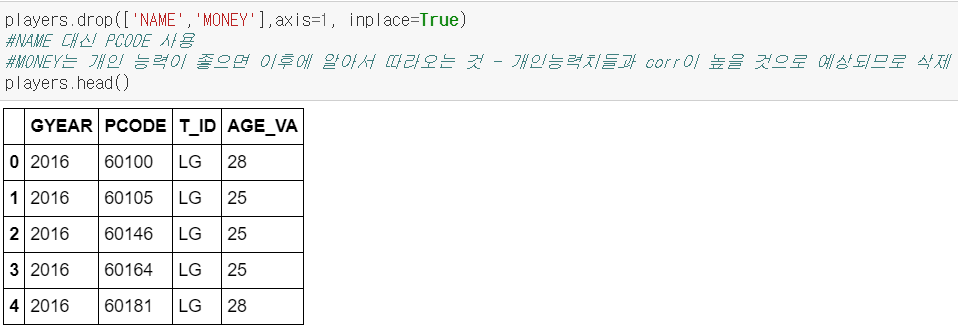 players.drop(['NAME','MONEY'],axis=1, inplace=True)
#NAME 대신 PCODE 사용
#MONEY는 개인 능력이 좋으면 이후에 알아서 따라오는 것 - 개인능력치들과 corr이 높을 것으로 예상되므로 삭제
players.head()
GYEAR PCODE T_ID AGE_VA
0 2016 60100 LG 28
1 2016 60105 LG 25
2 2016 60146 LG 25
3 2016 60164 LG 25
4 2016 60181 LG 28